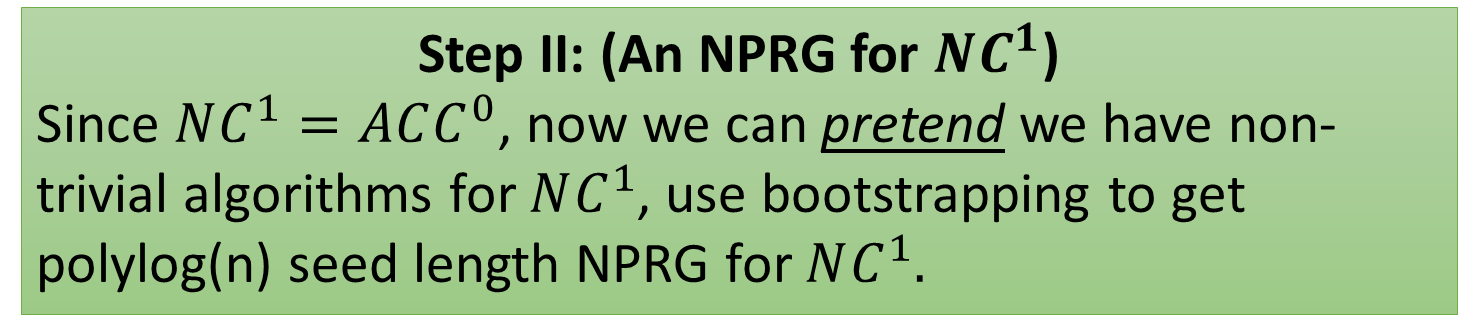 Step II: (An NPRG for 𝑵𝑪¹)
Since 𝑁𝐶¹ = 𝐴𝐶𝐶⁰, now we can pretend we have non-
trivial algorithms for 𝑁𝐶¹, use bootstrapping to get
polylog(n) seed length NPRG for 𝑁𝐶¹.